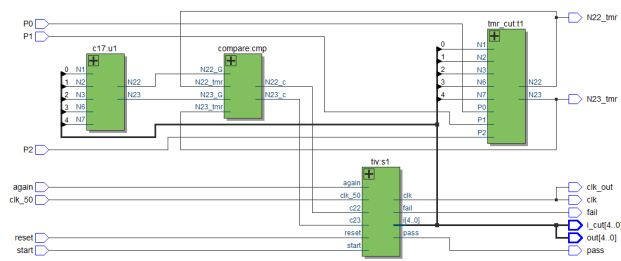 P0
P1
c17:u1
0 N1
1 N2
2 N3
3 N6
4 N7
N22
N23
compare:cmp
N22_G
N22_tmr
N23_G
N23_tmr
N22_c
N23_c
tmr_cut:t1
0 N1
1 N2
2 N3
3 N6
4 N7
P0
P1
P2
N22
N23
N22_tmr
N23_tmr
P2
tiv:s1
again
clk_50
c22
c23
reset
start
clk
fail
i[4..0]
pass
again
clk_50
reset
start
clk_out
clk
fail
i_cut[4..0]
out[4..0]
pass